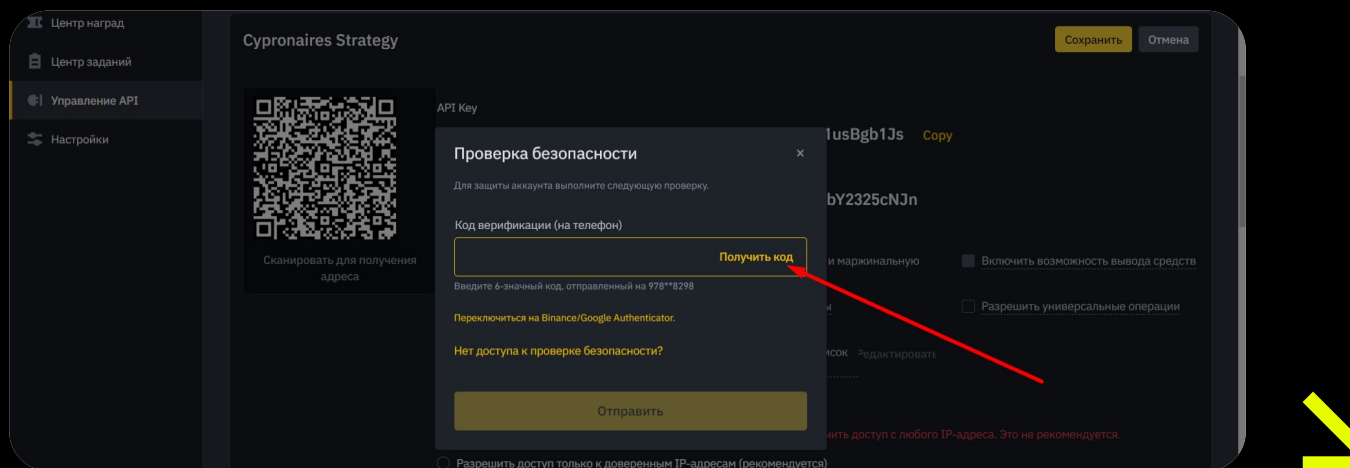 Центр наград
Центр заданий
Управление API
Настройки
Cypronaires Strategy
Сохранить
Отмена
Сканировать для получения
адреса
API Key
1usBgb1Js Copy
bY2325cNJn
Проверка безопасности
×
Для защиты аккаунта выполните следующую проверку.
Код верификации (на телефон)
Получить код
Введите 6-значный код, отправленный на 978**8298
Переключиться на Binance/Google Authenticator.
Нет доступа к проверке безопасности?
Отправить
и маржинальную
Включить возможность вывода средств
Разрешить универсальные операции
Редактировать
доступ с любого IP-адреса. Это не рекомендуется.
Разрешить доступ только к доверенным IP-адресам (рекомендуется)